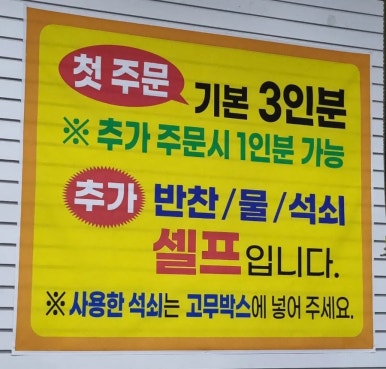 첫 주문 기본 3인분
※ 추가 주문시 1인분 가능
추가 반찬/물/석쇠
셀프입니다.
※ 사용한 석쇠는 고무박스에 넣어 주세요.